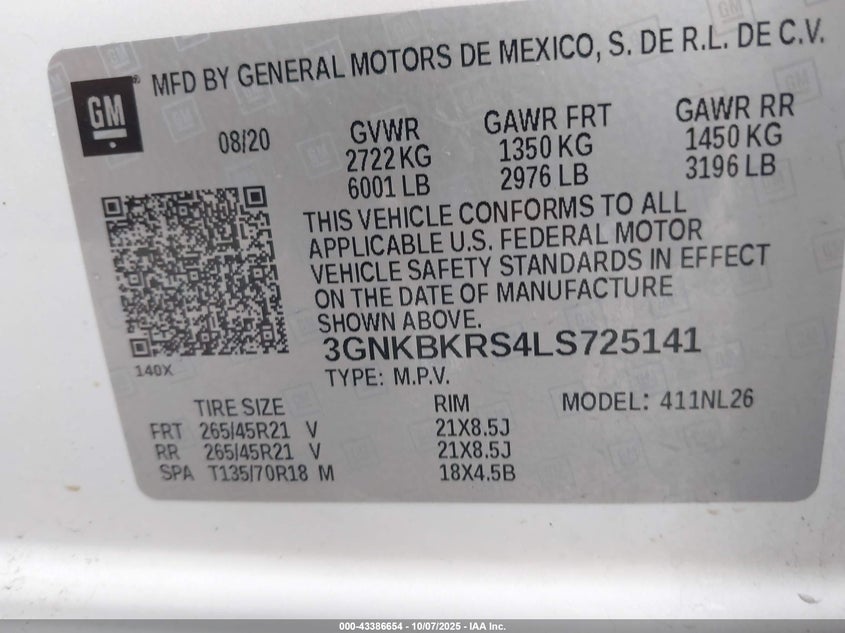 GM
®
MFD BY GENERAL MOTORS DE MEXICO, S. DE R.L. DE C.V.
08/20
GVWR
2722 KG
6001 LB
GAWR FRT
1350 KG
2976 LB
GAWR RR
1450 KG
3196 LB
THIS VEHICLE CONFORMS TO ALL
APPLICABLE U.S. FEDERAL MOTOR
VEHICLE SAFETY STANDARDS IN EFFECT
ON THE DATE OF MANUFACTURE
SHOWN ABOVE.
3GNKBKRS4LS725141
140X
TYPE: M.P.V.
TIRE SIZE RIM MODEL: 411NL26
FRT 265/45R21 V 21X8.5J
RR 265/45R21 V 21X8.5J
SPA T135/70R18 M 18X4.5B
000-43386654 - 10/07/2025 - IAA Inc.